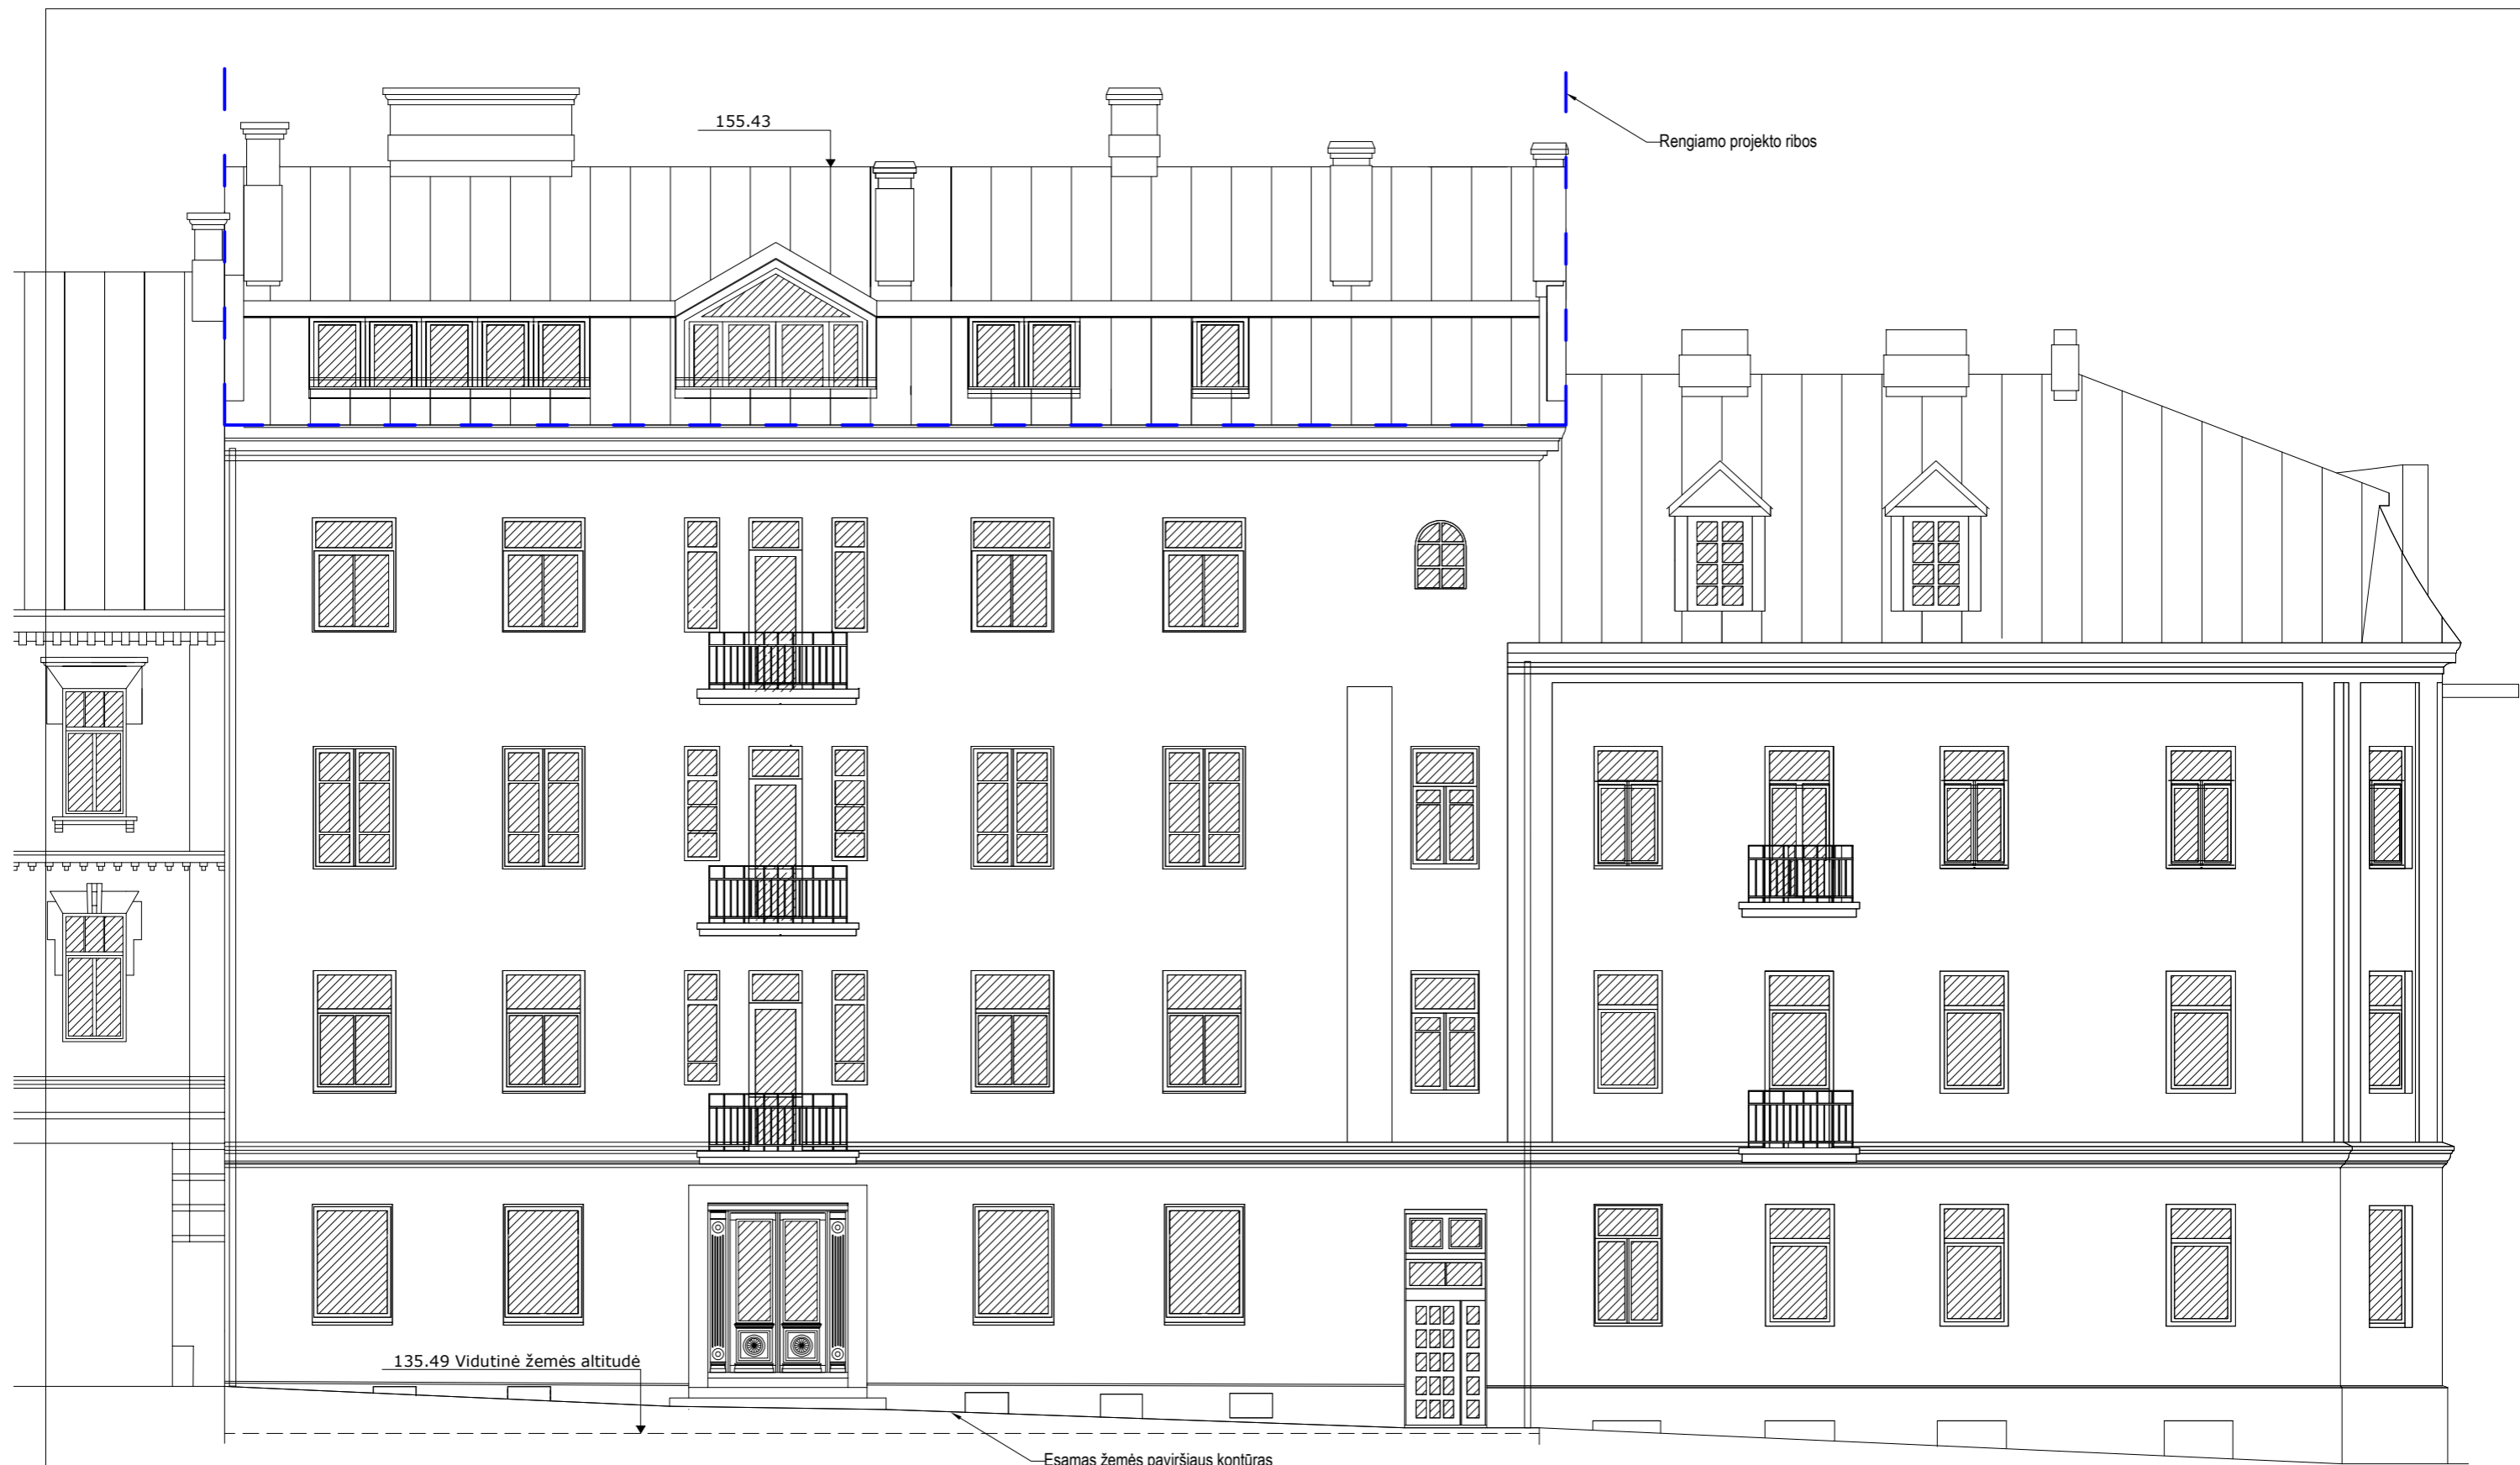 155.43
Rengiamo projekto ribos
135.49 Vidutinė žemės altitudė
Esamas žemės paviršiaus kontūras